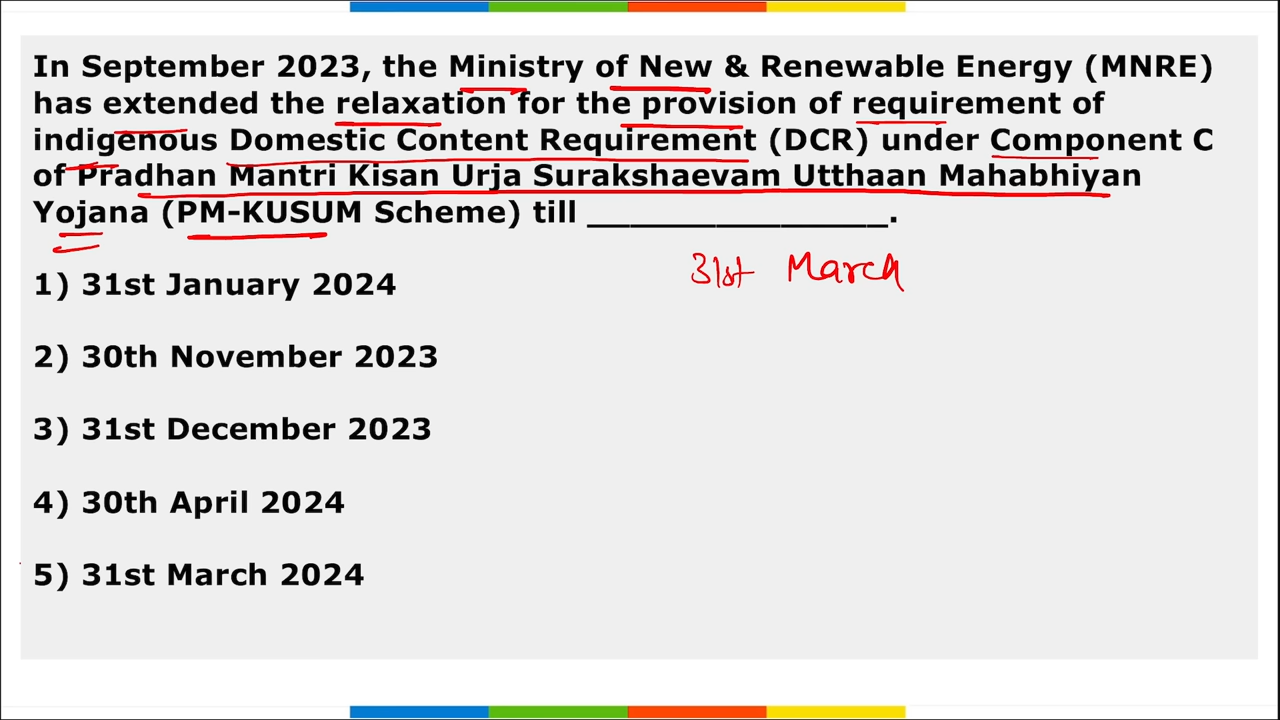 In September 2023, the Ministry of New & Renewable Energy (MNRE)
has extended the relaxation for the provision of requirement of
indigenous Domestic Content Requirement (DCR) under Component C
of Pradhan Mantri Kisan Urja Surakshaevam Utthaan Mahabhiyan
Yojana (PM-KUSUM Scheme) till _______________.
31st March
1) 31st January 2024
2) 30th November 2023
3) 31st December 2023
4) 30th April 2024
5) 31st March 2024